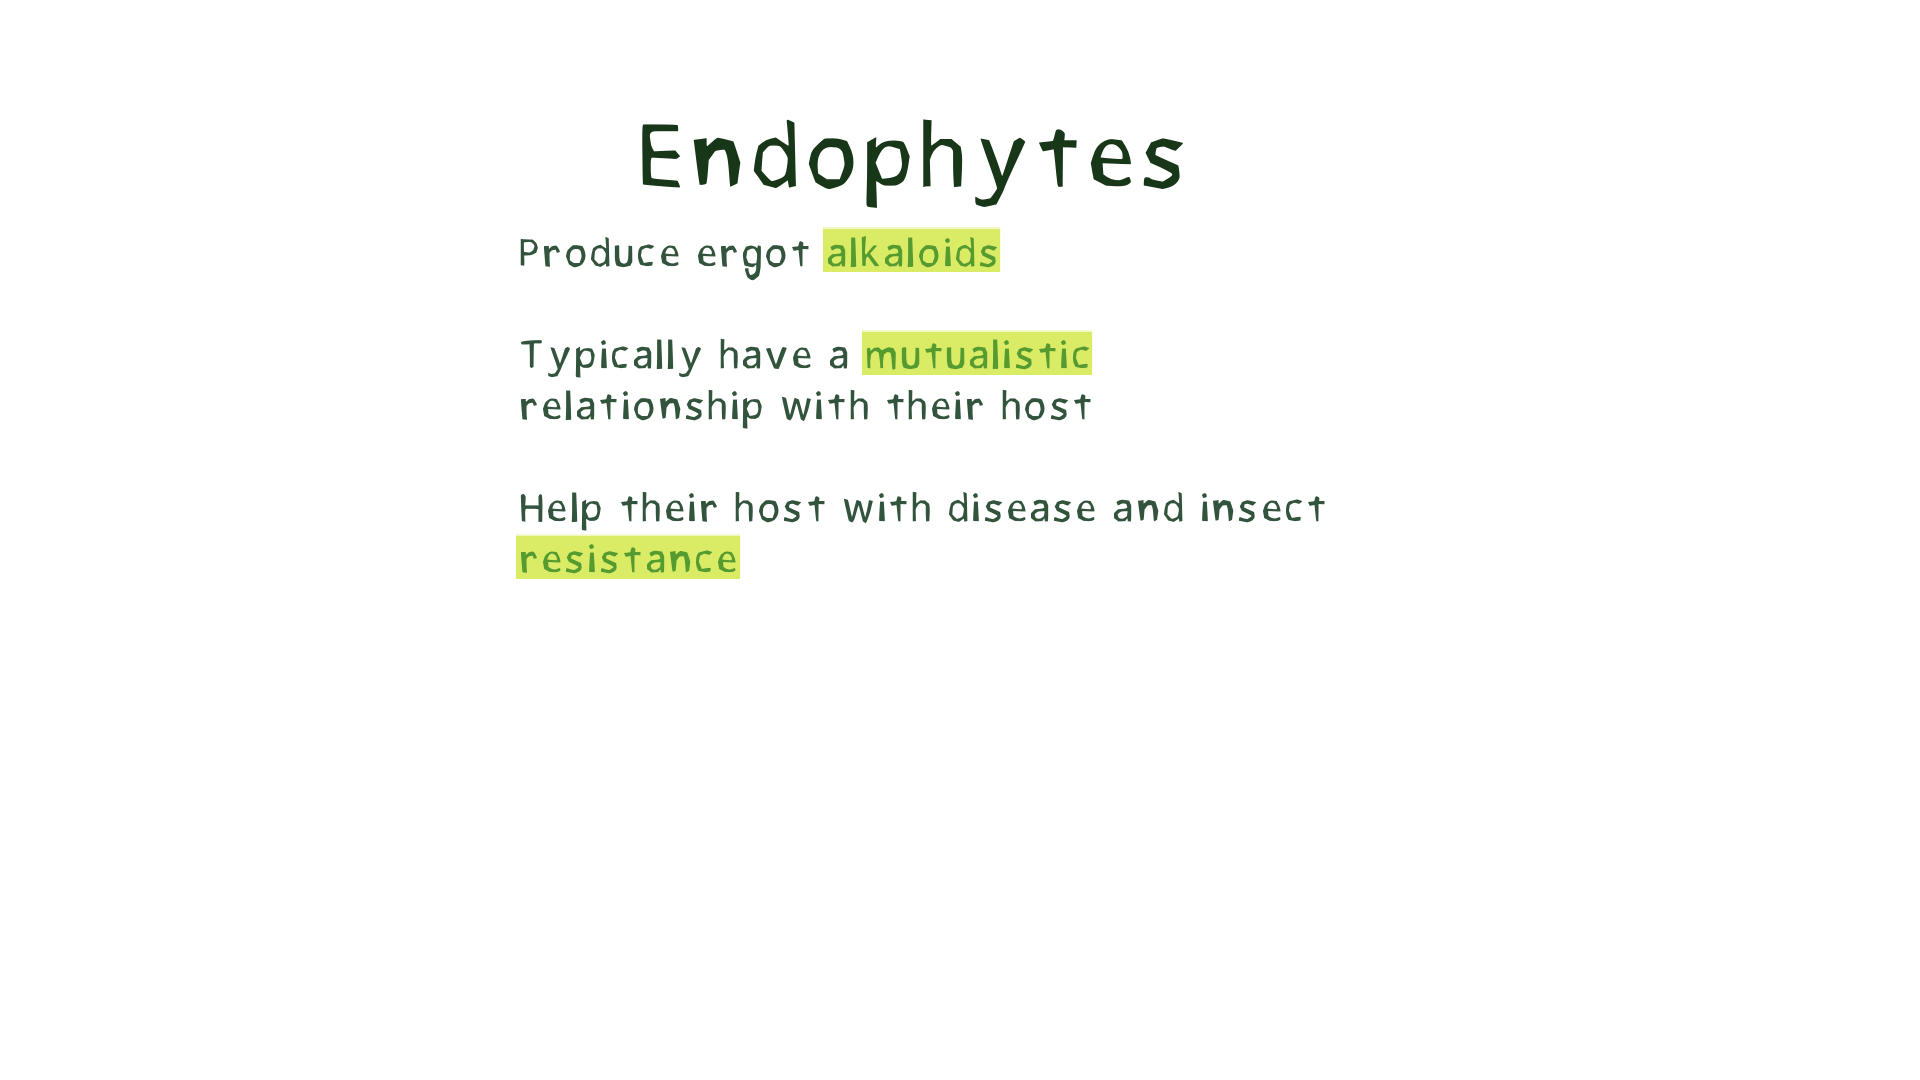 Endophytes
Produce ergot alkaloids
Typically have a mutualistic
relationship with their host
Help their host with disease and insect
resistance